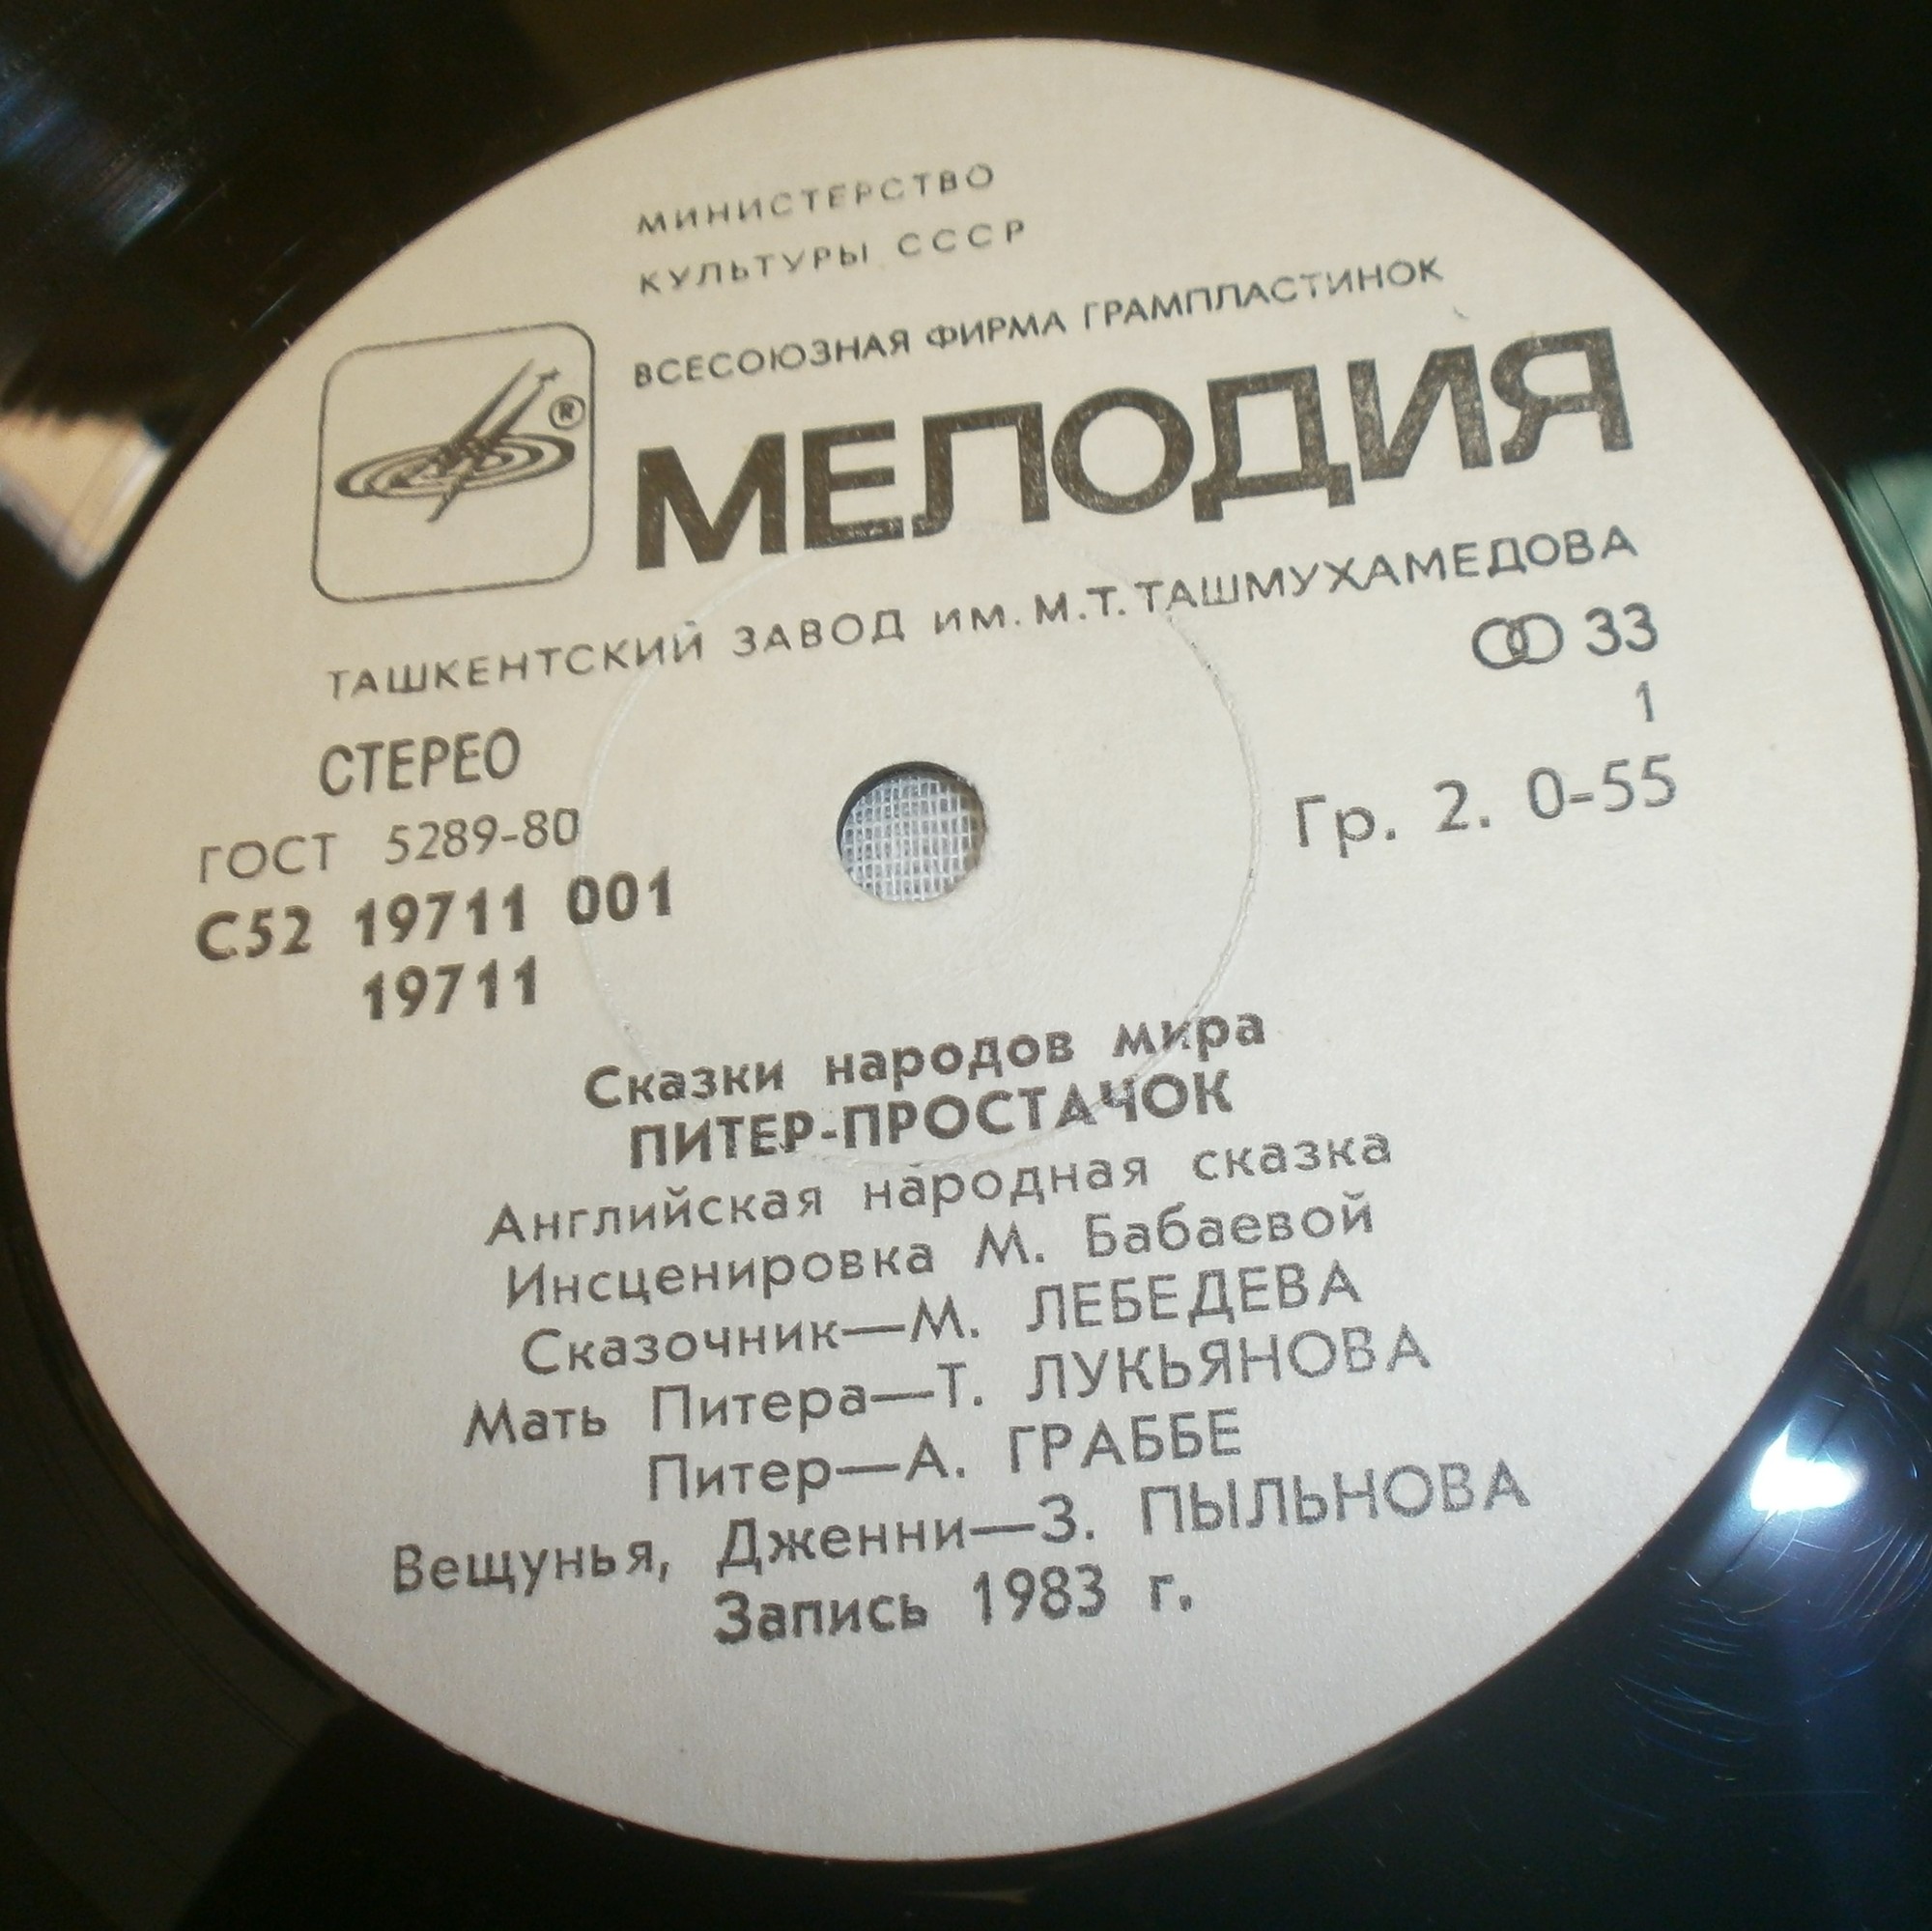 МИНИСТЕРСТВО
КУЛЬТУРЫ СССР
ВСЕСОЮЗНАЯ ФИРМА ГРАМПЛАСТИНОК
®
МЕЛОДИЯ
ТАШКЕНТСКИЙ ЗАВОД ИМ. М.Т. ТАШМУХАМЕДОВА
33
СТЕРЕО
1
ГОСТ 5289-80
Гр. 2. 0-55
С52 19711 001
19711
Сказки народов мира
ПИТЕР-ПРОСТАЧОК
Английская народная сказка
Инсценировка М. Бабаевой
Сказочник—М. ЛЕБЕДЕВА
Мать Питера—Т. ЛУКЬЯНОВА
Питер—А. ГРАББЕ
Вещунья, Дженни—З. ПЫЛЬНОВА
Запись 1983 г.